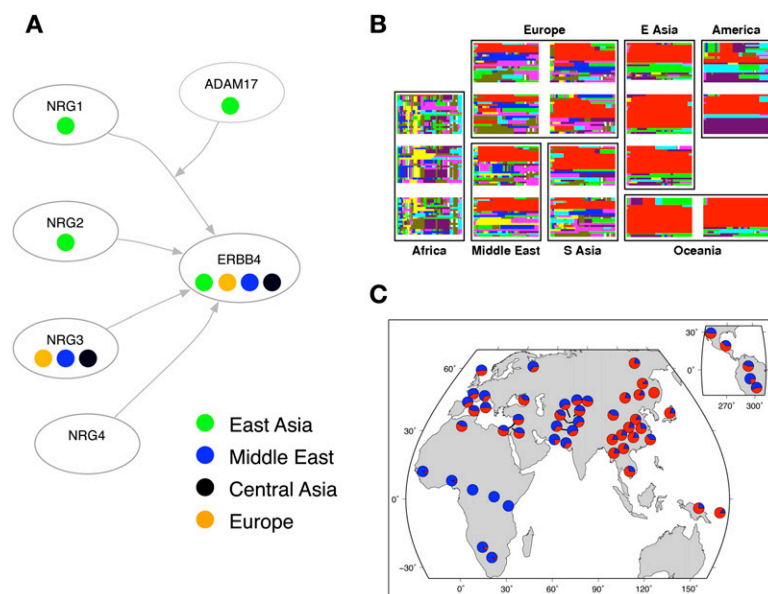 A
NRG1
ADAM17
NRG2
ERBB4
NRG3
NRG4
East Asia
Middle East
Central Asia
Europe
B
Europe
E Asia
America
Africa
Middle East
S Asia
Oceania
C
30°
0°
270°
300°
60°
30°
0°
−30°
0°
30°
60°
90°
120°
150°